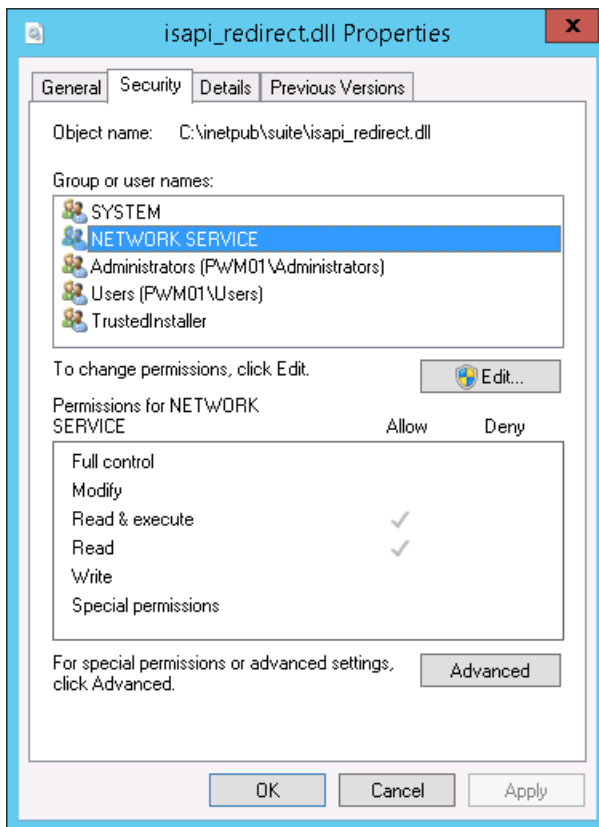 isapi_redirect.dll Properties
x
General Security Details Previous Versions
Object name: C:\inetpub\suite\isapi_redirect.dll
Group or user names:
SYSTEM
NETWORK SERVICE
Administrators (PWM01\Administrators)
Users (PWM01\Users)
TrustedInstaller
To change permissions, click Edit.
Edit...
Permissions for NETWORK
SERVICE Allow Deny
Full control
Modify
Read & execute
Read
Write
Special permissions
For special permissions or advanced settings,
click Advanced.
Advanced
OK Cancel Apply